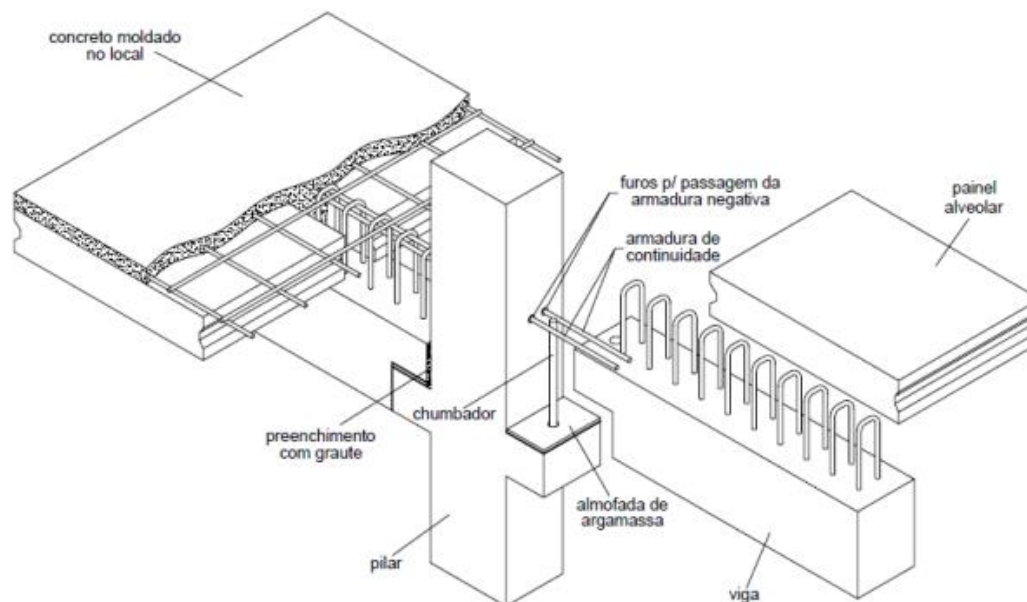 concreto moldado
no local
furos p/ passagem da
armadura negativa
painel
alveolar
armadura de
continuidade
chumbador
preenchimento
com graute
almofada de
argamassa
pilar
viga